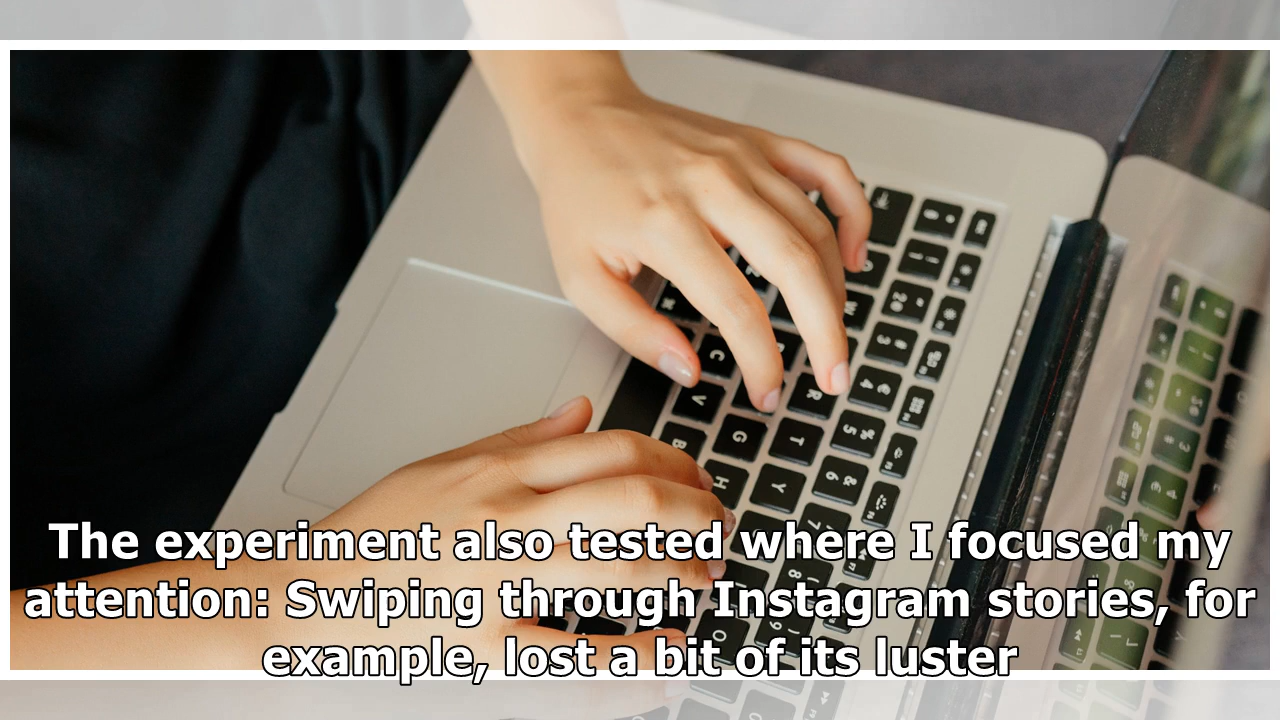 The experiment also tested where I focused my
attention: Swiping through Instagram stories, for
example, lost a bit of its luster